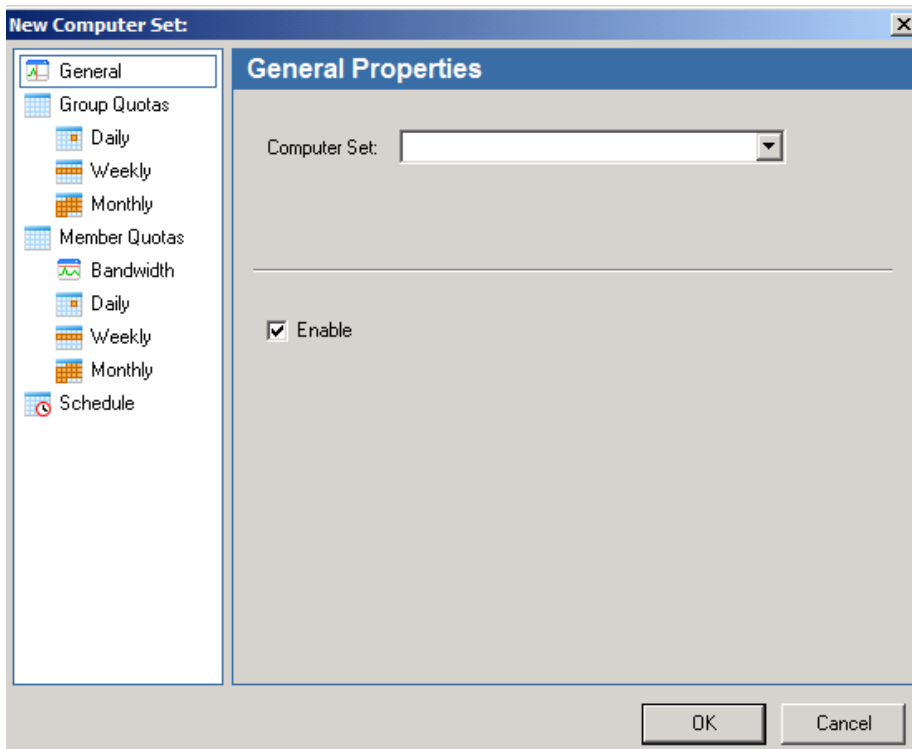 New Computer Set:
General
Group Quotas
Daily
Weekly
Monthly
Member Quotas
Bandwidth
Daily
Weekly
Monthly
Schedule
General Properties
Computer Set:
Enable
OK
Cancel